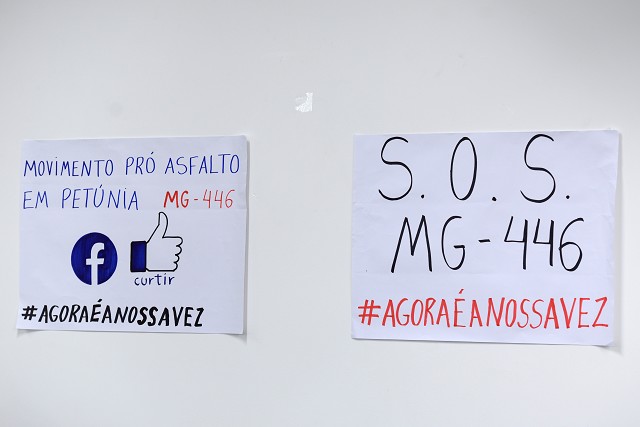 MOVIMENTO PRÓ ASFALTO
EM PETÚNIA MG-446
f
curtir
#AGORAÉANOSSAVEZ
S.O.S.
MG-446
#AGORAÉANOSSAVEZ